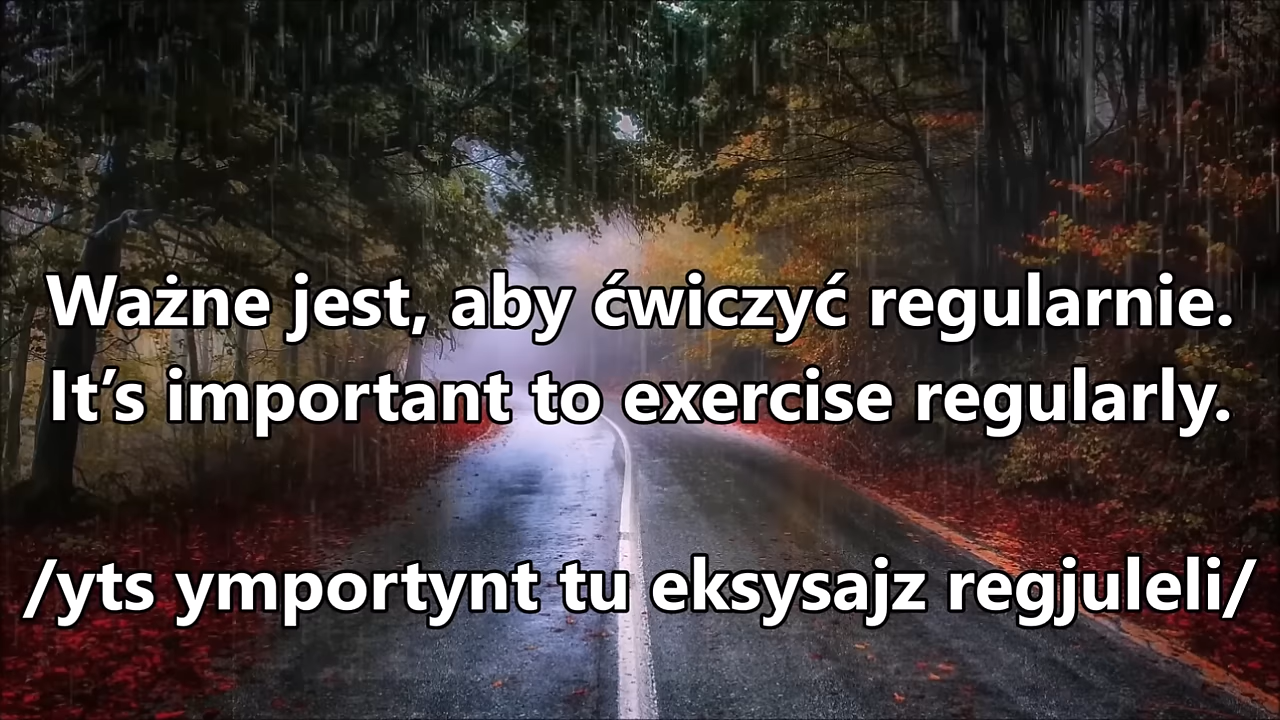 Ważne jest, aby ćwiczyć regularnie.
It’s important to exercise regularly.
/yts ymportynt tu eksysajz regjuleli/